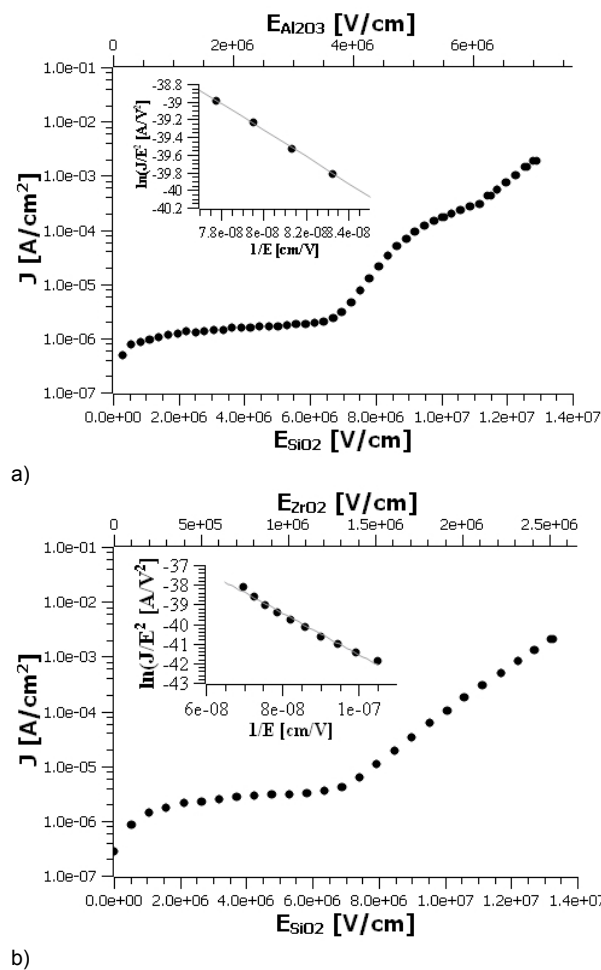 E_Al2O3 [V/cm]
0 2e+06 4e+06 6e+06
J [A/cm²]
1.0e-01
1.0e-02
1.0e-03
1.0e-04
1.0e-05
1.0e-06
1.0e-07
ln(J/E² [A/V²]
-38.8
-39
-39.2
-39.4
-39.6
-39.8
-40
-40.2
7.8e-08 8e-08 8.2e-08 8.4e-08
1/E [cm/V]
0.0e+00 2.0e+06 4.0e+06 6.0e+06 8.0e+06 1.0e+07 1.2e+07 1.4e+07
E_SiO2 [V/cm]
a)
E_ZrO2 [V/cm]
0 5e+05 1e+06 1.5e+06 2e+06 2.5e+06
J [A/cm²]
1.0e-01
1.0e-02
1.0e-03
1.0e-04
1.0e-05
1.0e-06
1.0e-07
ln(J/E² [A/V²]
-37
-38
-39
-40
-41
-42
-43
6e-08 8e-08 1e-07
1/E [cm/V]
0.0e+00 2.0e+06 4.0e+06 6.0e+06 8.0e+06 1.0e+07 1.2e+07 1.4e+07
E_SiO2 [V/cm]
b)